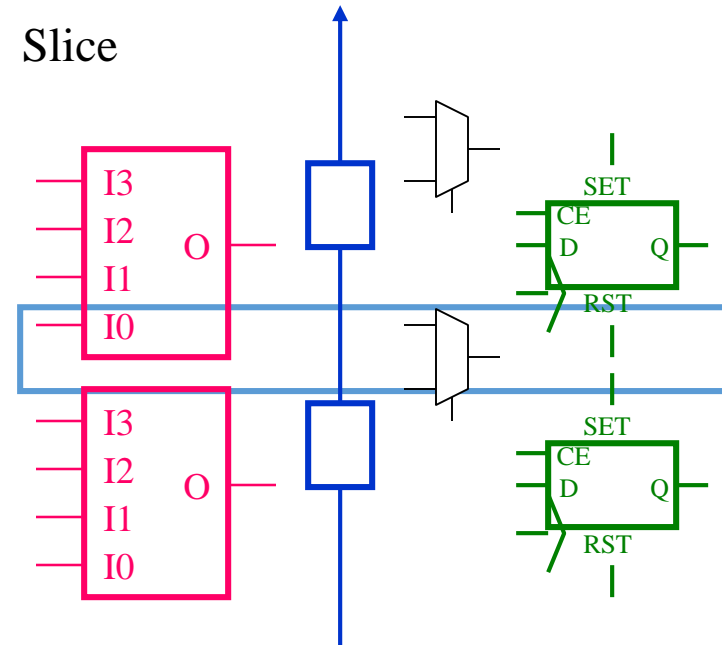 Slice
I3
I2
I1
I0
O
I3
I2
I1
I0
O
SET
CE
D
Q
RST
SET
CE
D
Q
RST